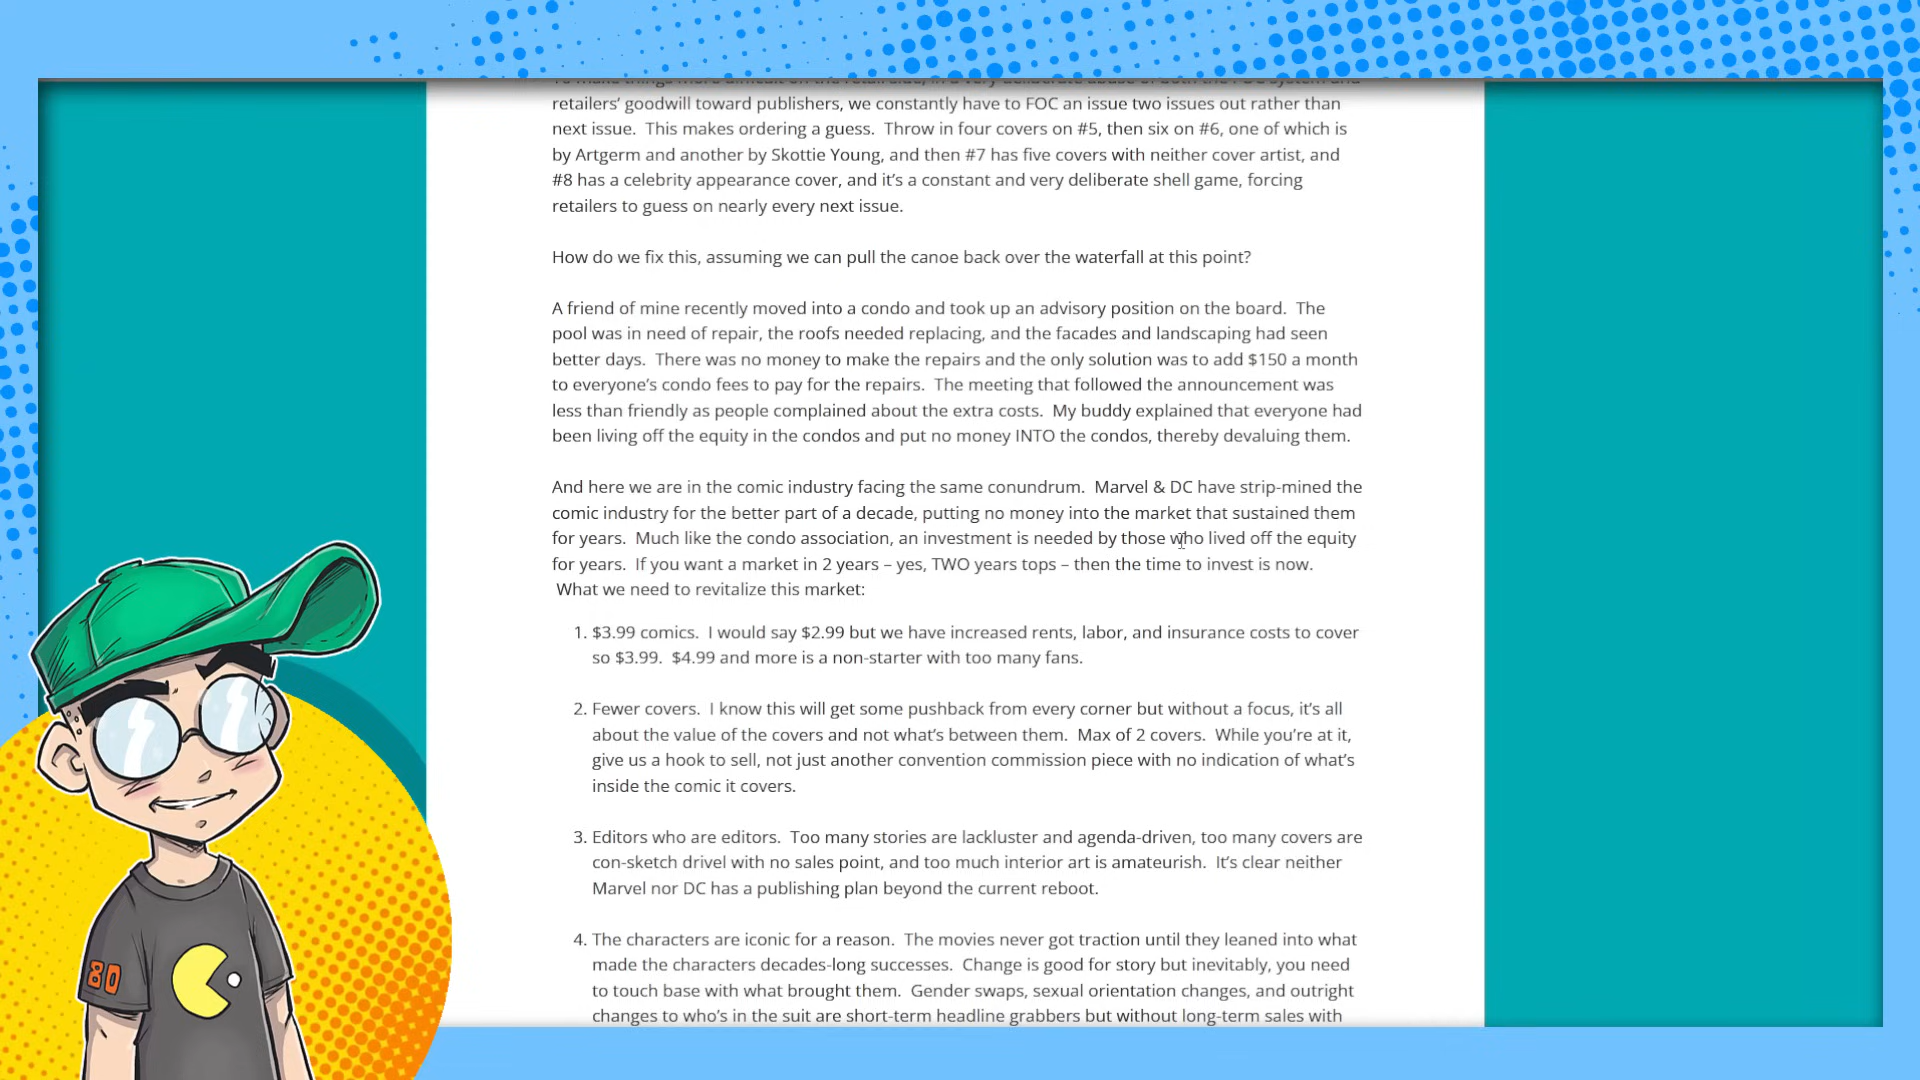 retailers’ goodwill toward publishers, we constantly have to FOC an issue two issues out rather than
next issue.  This makes ordering a guess.  Throw in four covers on #5, then six on #6, one of which is
by Artgerm and another by Skottie Young, and then #7 has five covers with neither cover artist, and
#8 has a celebrity appearance cover, and it’s a constant and very deliberate shell game, forcing
retailers to guess on nearly every next issue.
How do we fix this, assuming we can pull the canoe back over the waterfall at this point?
A friend of mine recently moved into a condo and took up an advisory position on the board.  The
pool was in need of repair, the roofs needed replacing, and the facades and landscaping had seen
better days.  There was no money to make the repairs and the only solution was to add $150 a month
to everyone’s condo fees to pay for the repairs.  The meeting that followed the announcement was
less than friendly as people complained about the extra costs.  My buddy explained that everyone had
been living off the equity in the condos and put no money INTO the condos, thereby devaluing them.
And here we are in the comic industry facing the same conundrum.  Marvel & DC have strip-mined the
comic industry for the better part of a decade, putting no money into the market that sustained them
for years.  Much like the condo association, an investment is needed by those who lived off the equity
for years.  If you want a market in 2 years – yes, TWO years tops – then the time to invest is now.
What we need to revitalize this market:
1. $3.99 comics.  I would say $2.99 but we have increased rents, labor, and insurance costs to cover
so $3.99.  $4.99 and more is a non-starter with too many fans.
2. Fewer covers.  I know this will get some pushback from every corner but without a focus, it’s all
about the value of the covers and not what’s between them.  Max of 2 covers.  While you’re at it,
give us a hook to sell, not just another convention commission piece with no indication of what’s
inside the comic it covers.
3. Editors who are editors.  Too many stories are lackluster and agenda-driven, too many covers are
con-sketch drivel with no sales point, and too much interior art is amateurish.  It’s clear neither
Marvel nor DC has a publishing plan beyond the current reboot.
4. The characters are iconic for a reason.  The movies never got traction until they leaned into what
made the characters decades-long successes.  Change is good for story but inevitably, you need
to touch base with what brought them.  Gender swaps, sexual orientation changes, and outright
changes to who’s in the suit are short-term headline grabbers but without long-term sales with
80